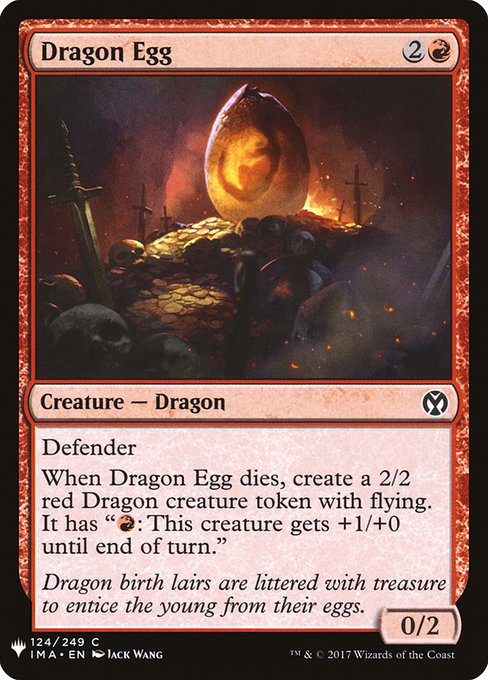 Dragon Egg 2
Creature — Dragon
Defender
When Dragon Egg dies, create a 2/2
red Dragon creature token with flying.
It has “: This creature gets +1/+0
until end of turn.”
Dragon birth lairs are littered with treasure
to entice the young from their eggs.
0/2
124/249 C
IMA • EN Jack Wang
™ & © 2017 Wizards of the Coast